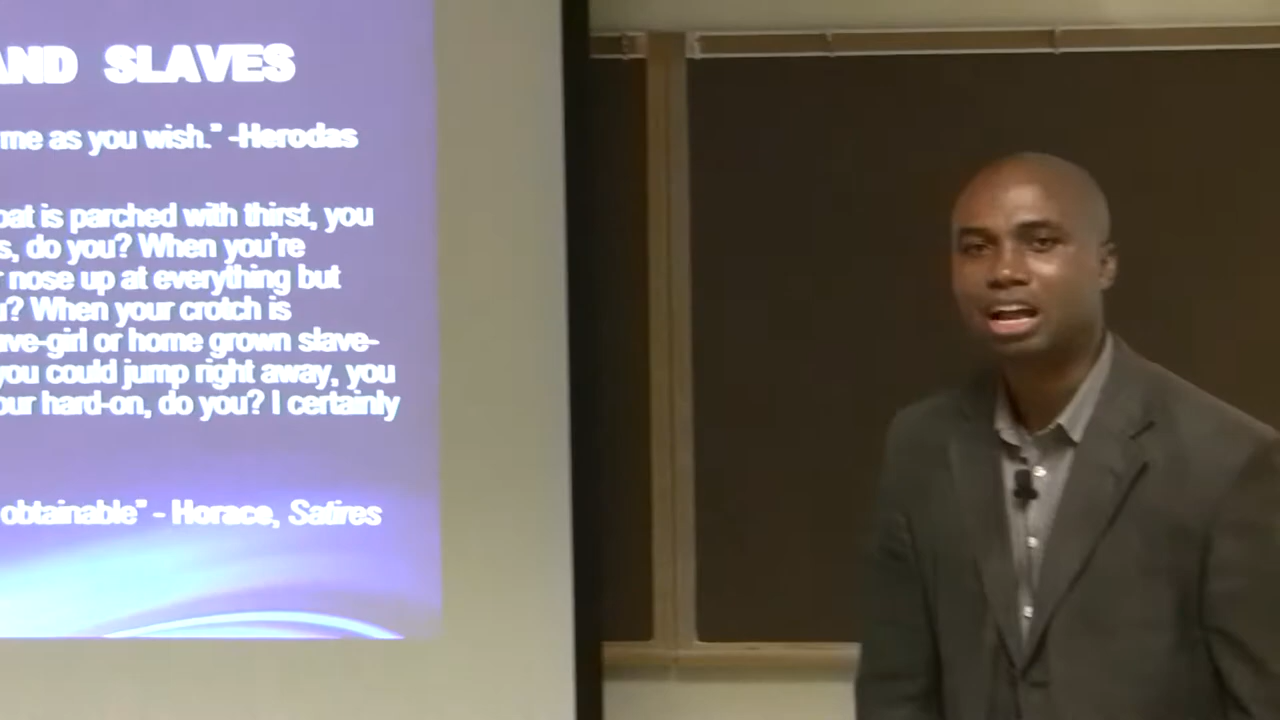 AND SLAVES
me as you wish." -Herodas
oat is parched with thirst, you
s, do you? When you're
r nose up at everything but
u? When your crotch is
ave-girl or home grown slave-
you could jump right away, you
our hard-on, do you? I certainly
obtainable" - Horace, Satires